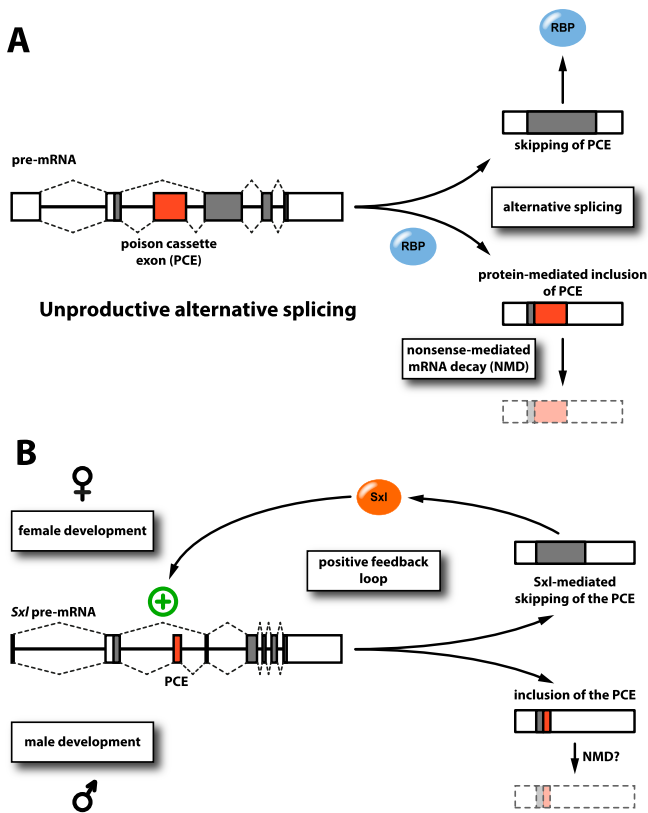 A
RBP
skipping of PCE
pre-mRNA
alternative splicing
poison cassette
exon (PCE)
RBP
protein-mediated inclusion
of PCE
Unproductive alternative splicing
nonsense-mediated
mRNA decay (NMD)
B
♀
Sxl
female development
positive feedback
loop
Sxl-mediated
skipping of the PCE
+
Sxl pre-mRNA
PCE
inclusion of the PCE
male development
NMD?
♂